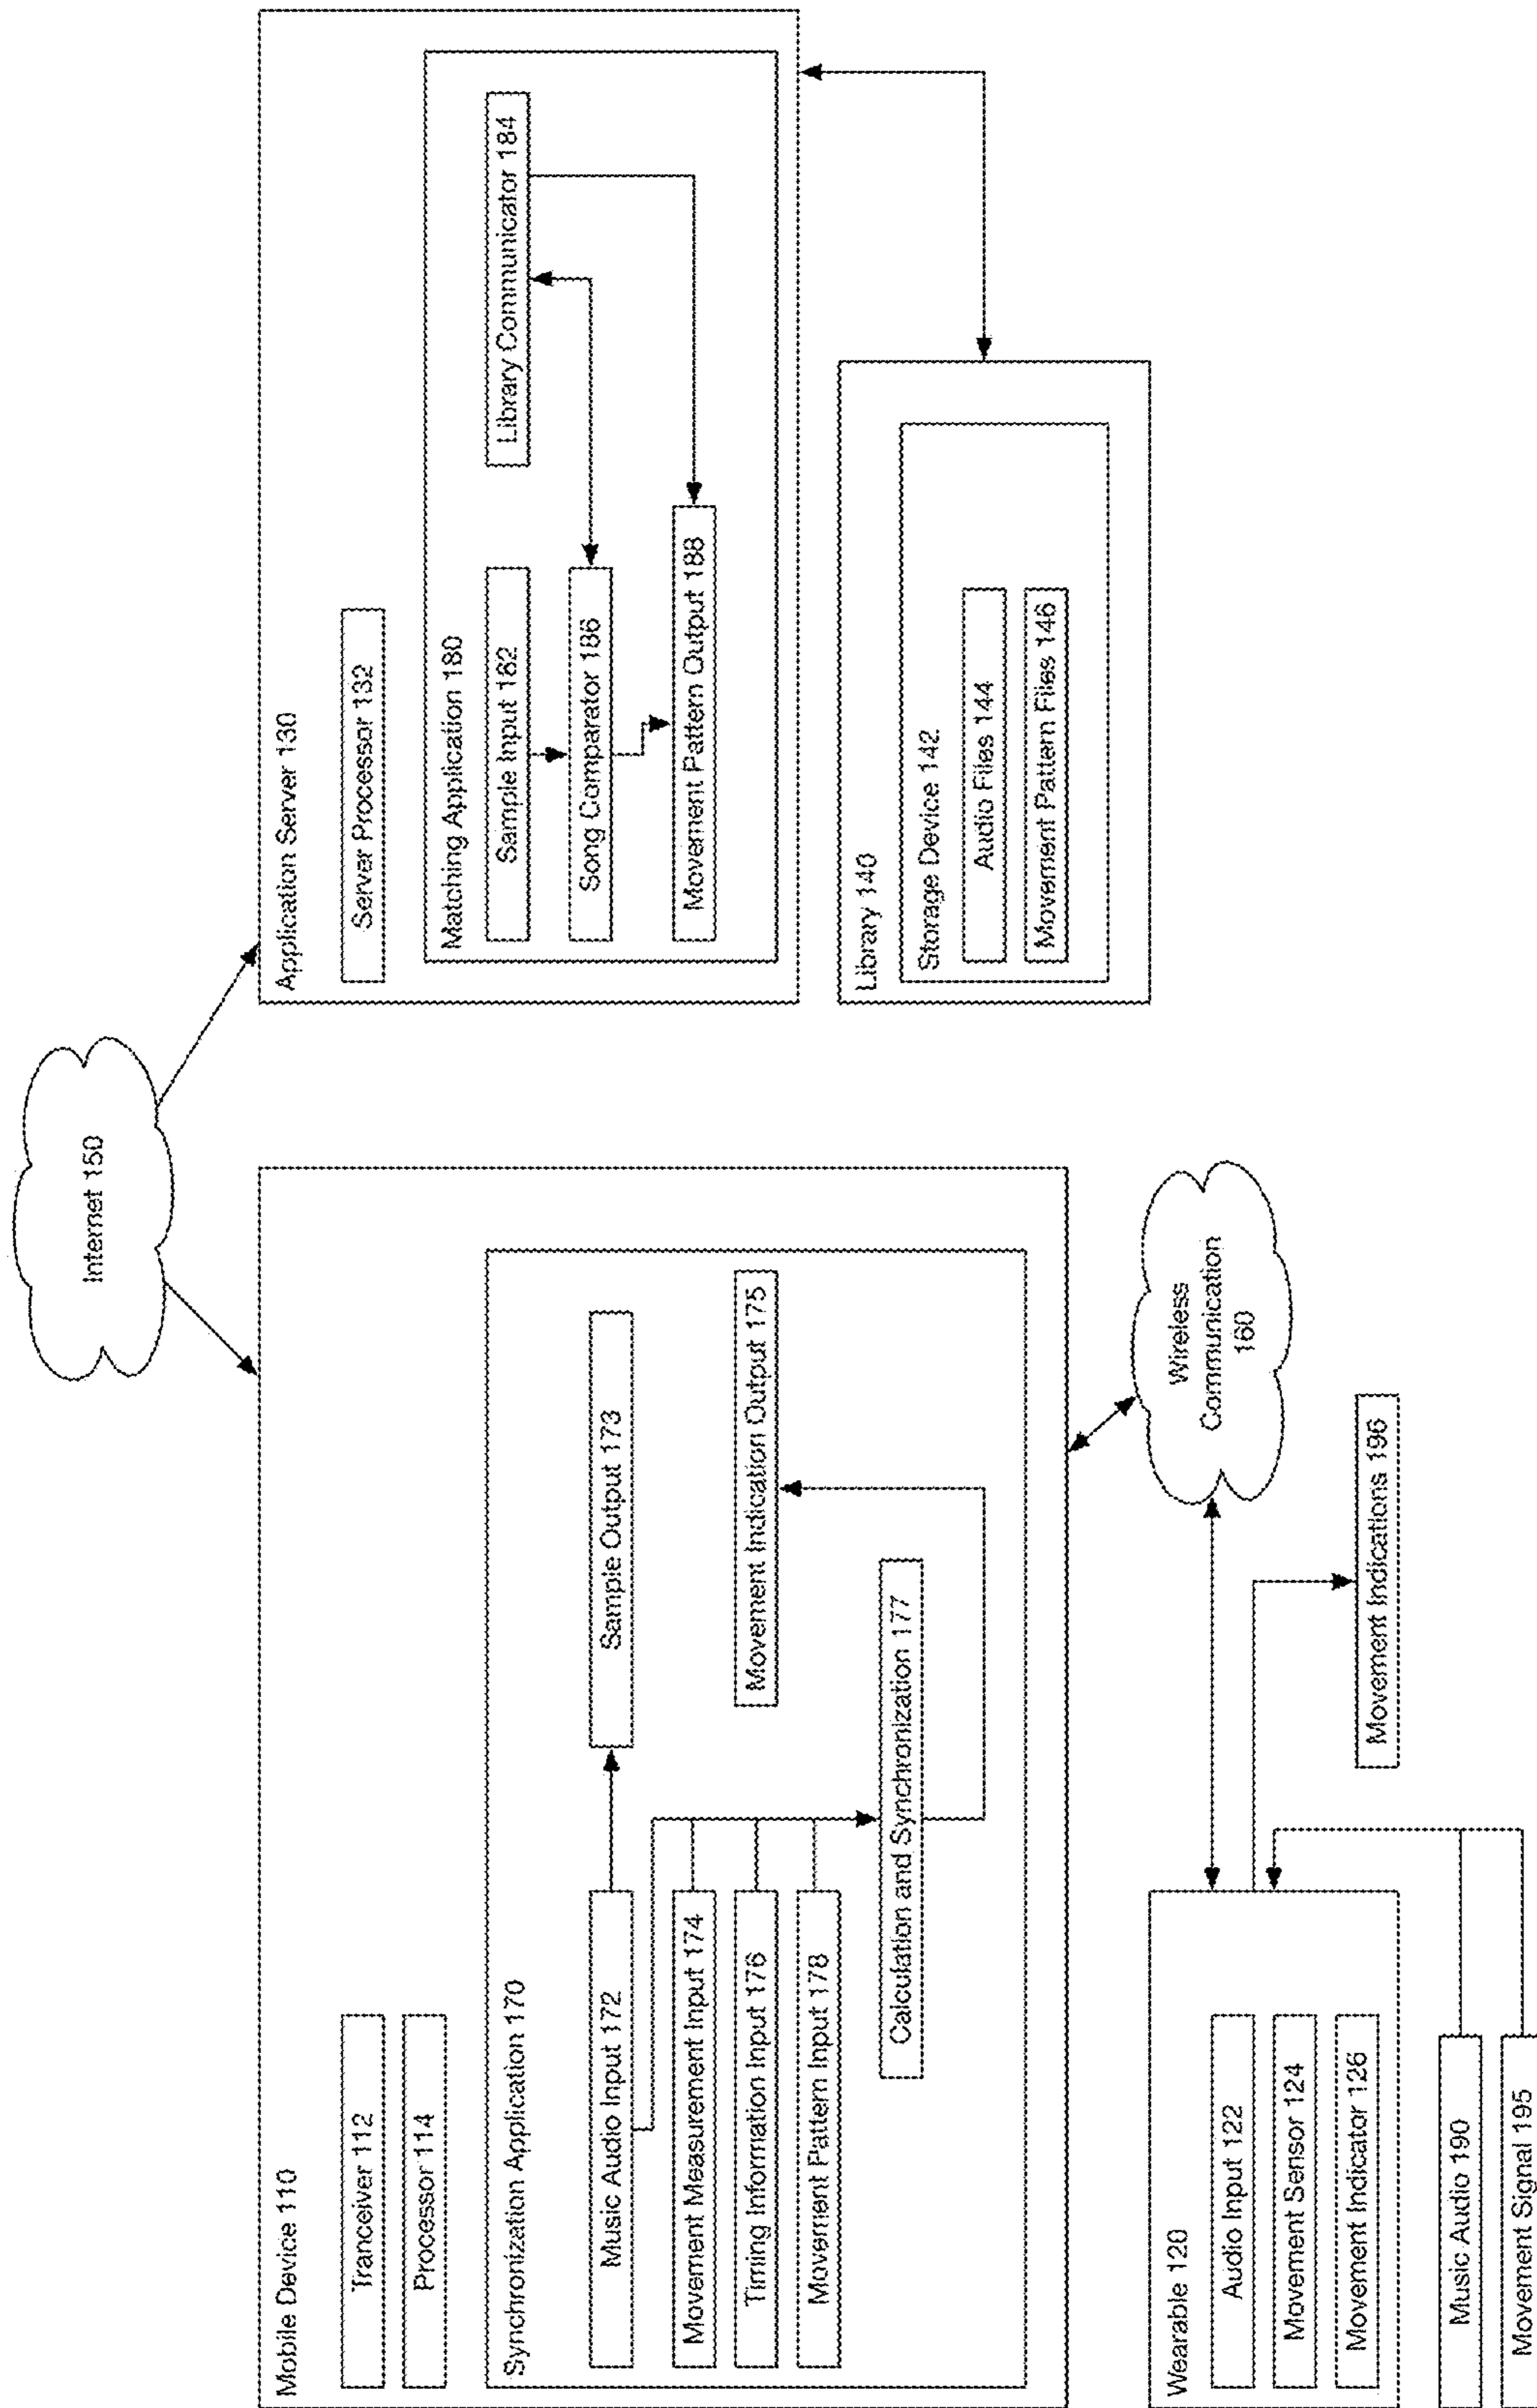 Internet 150
Mobile Device 110
Tranceiver 112
Processor 114
Synchronization Application 170
Music Audio Input 172
Sample Output 173
Movement Measurement Input 174
Timing Information Input 176
Movement Indication Output 175
Movement Pattern Input 178
Calculation and Synchronization 177
Application Server 130
Server Processor 132
Matching Application 180
Sample Input 182
Library Communicator 184
Song Comparator 186
Movement Pattern Output 188
Library 140
Storage Device 142
Audio Files 144
Movement Pattern Files 146
Wireless
Communication
160
Wearable 120
Audio Input 122
Movement Sensor 124
Movement Indicator 126
Movement Indications 196
Music Audio 190
Movement Signal 195